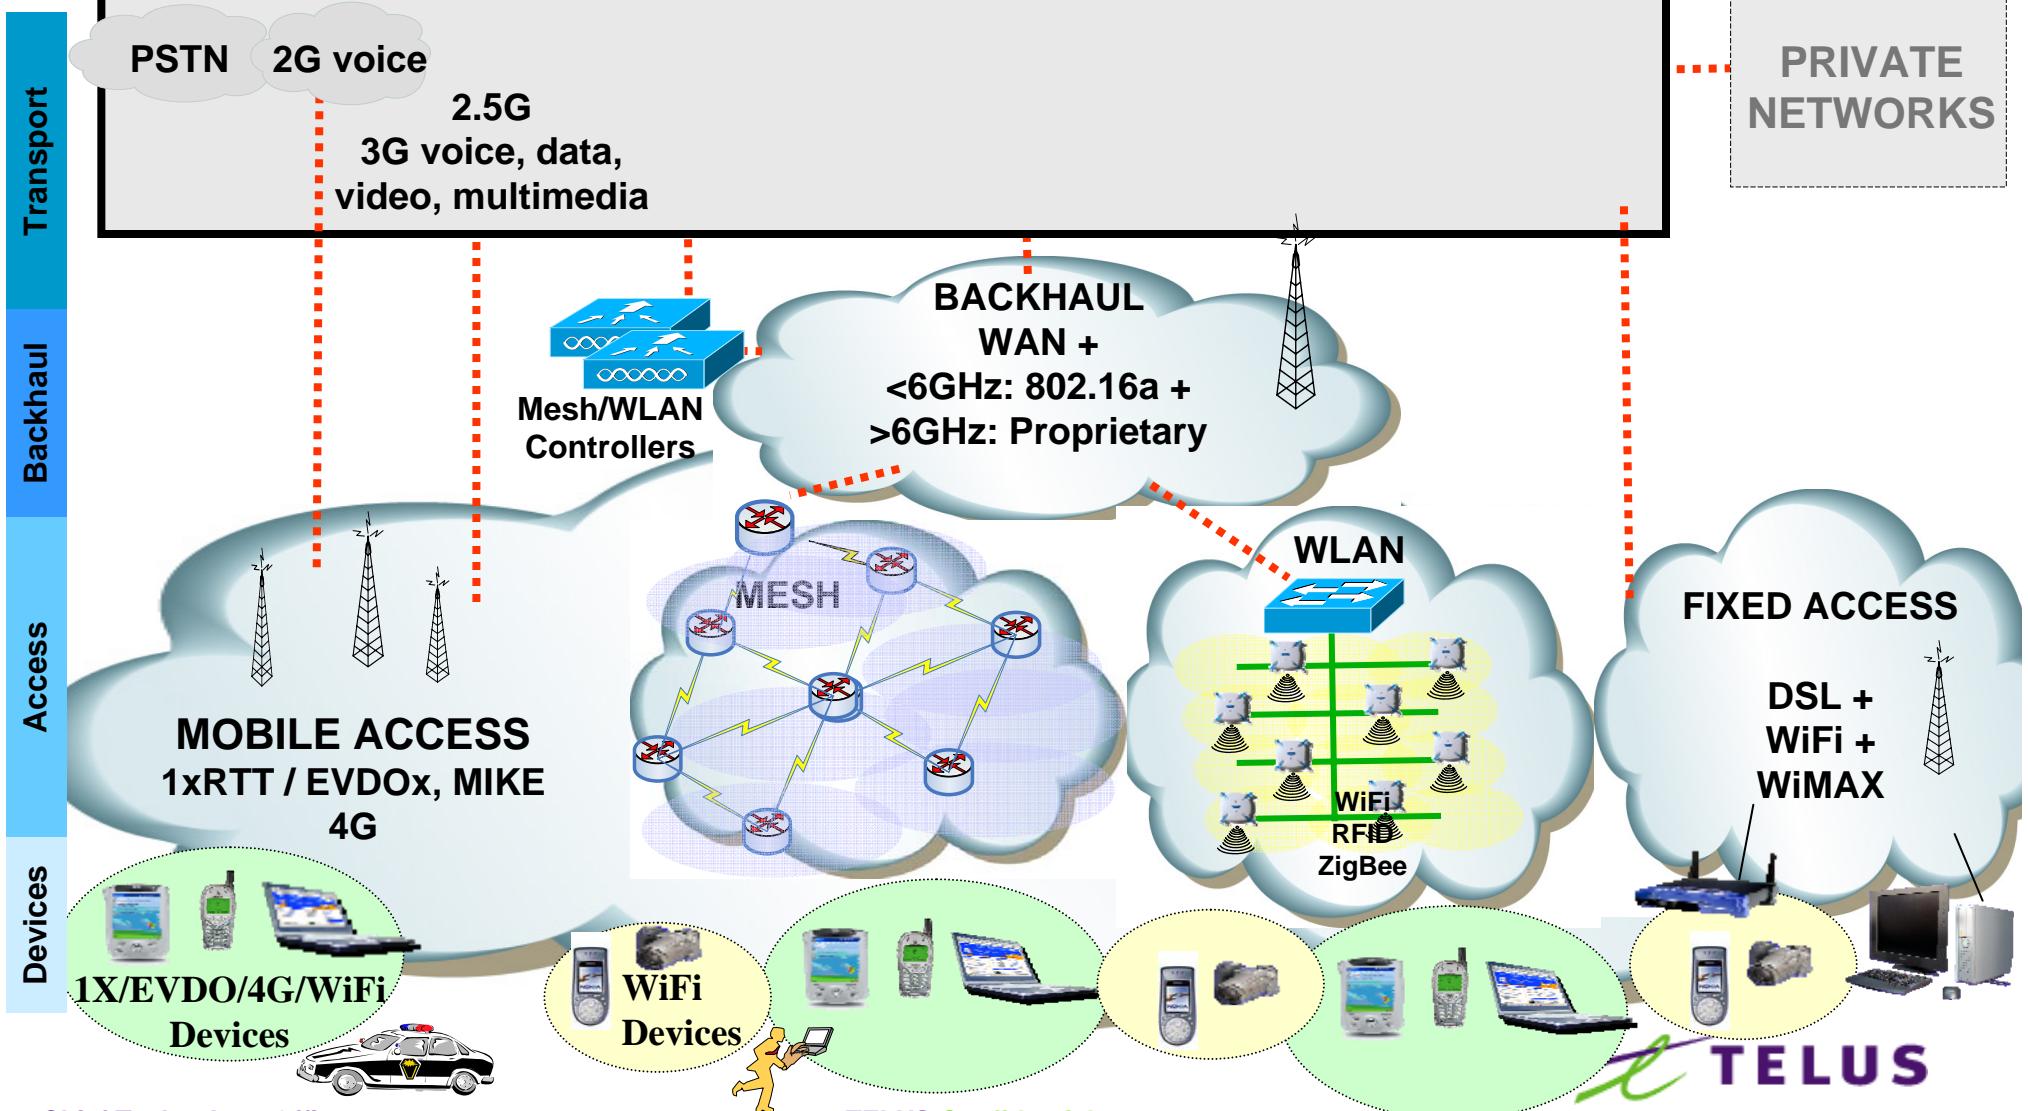 Transport
Backhaul
Access
Devices
PSTN
2G voice
2.5G
3G voice, data,
video, multimedia
PRIVATE
NETWORKS
BACKHAUL
WAN +
<6GHz: 802.16a +
>6GHz: Proprietary
Mesh/WLAN
Controllers
MESH
WLAN
WiFi
RFID
ZigBee
FIXED ACCESS
DSL +
WiFi +
WiMAX
MOBILE ACCESS
1xRTT / EVDOx, MIKE
4G
1X/EVDO/4G/WiFi
Devices
WiFi
Devices
TELUS